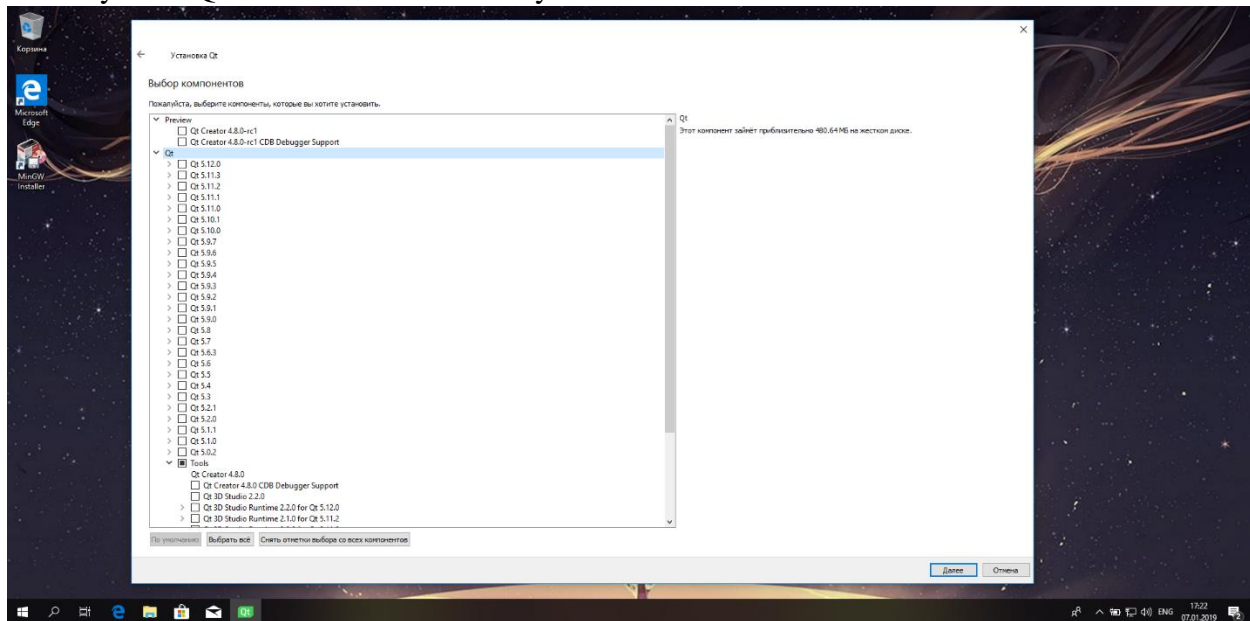 Корзина
Microsoft
Edge
MinGW
Installer
Установка Qt
Выбор компонентов
Пожалуйста, выберите компоненты, которые вы хотите установить.
Preview
Qt Creator 4.8.0-rc1
Qt Creator 4.8.0-rc1 CDB Debugger Support
Qt
Qt 5.12.0
Qt 5.11.3
Qt 5.11.2
Qt 5.11.1
Qt 5.11.0
Qt 5.10.1
Qt 5.10.0
Qt 5.9.7
Qt 5.9.6
Qt 5.9.5
Qt 5.9.4
Qt 5.9.3
Qt 5.9.2
Qt 5.9.1
Qt 5.9.0
Qt 5.8
Qt 5.7
Qt 5.6.3
Qt 5.6
Qt 5.5
Qt 5.4
Qt 5.3
Qt 5.2.1
Qt 5.2.0
Qt 5.1.1
Qt 5.1.0
Qt 5.0.2
Tools
Qt Creator 4.8.0
Qt Creator 4.8.0 CDB Debugger Support
Qt 3D Studio 2.2.0
Qt 3D Studio Runtime 2.2.0 for Qt 5.12.0
Qt 3D Studio Runtime 2.1.0 for Qt 5.11.2
Qt
Этот компонент займёт приблизительно 480.64 МБ на жестком диске.
По умолчанию Выбрать всё Снять отметки выбора со всех компонентов
Далее Отмена
Qt
ENG
17:22
07.01.2019
2